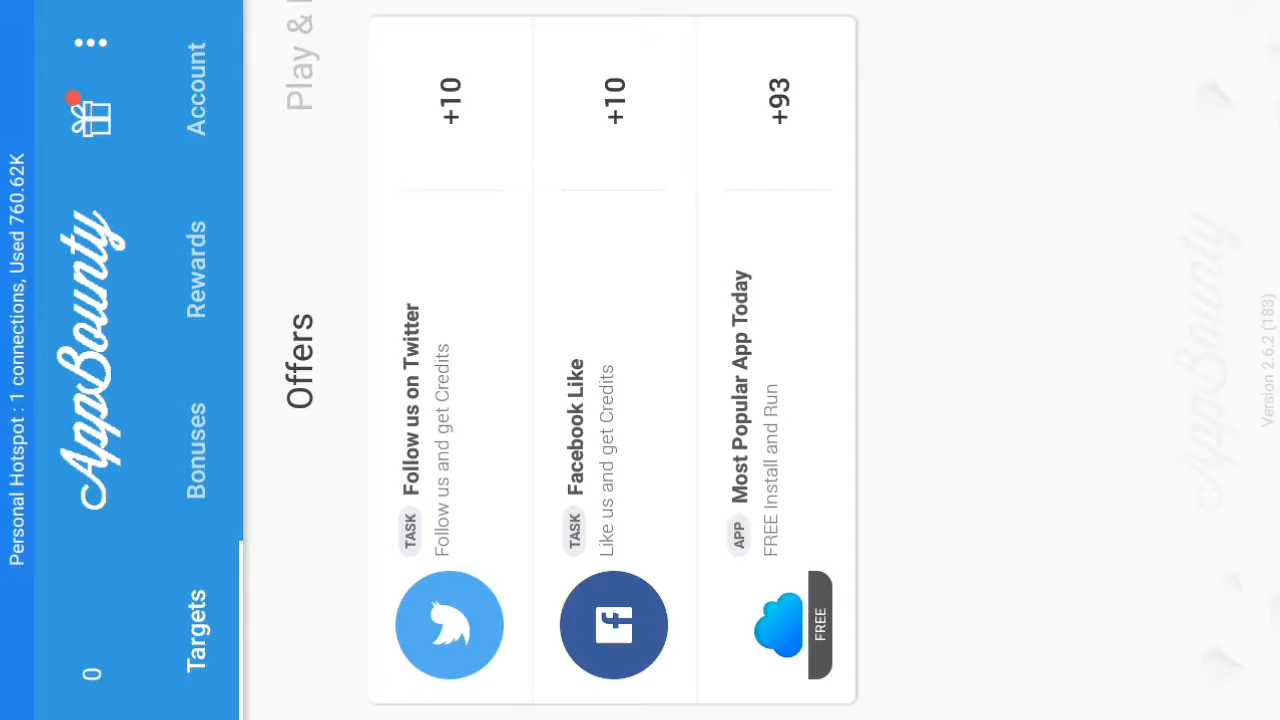 Personal Hotspot : 1 connections, Used 760.62K
0
AppBounty
Targets
Bonuses
Rewards
Account
Offers
Play &
TASK Follow us on Twitter
Follow us and get Credits
+10
TASK Facebook Like
Like us and get Credits
+10
APP Most Popular App Today
FREE Install and Run
+93
FREE
AppBounty
Version 2.6.2 (183)